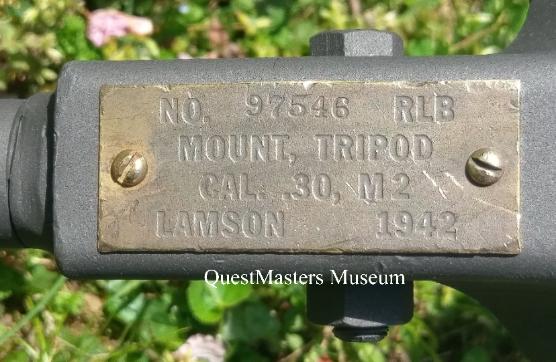 NO. 97546 RLB
MOUNT, TRIPOD
CAL. .30, M2
LAMSON 1942
QuestMasters Museum